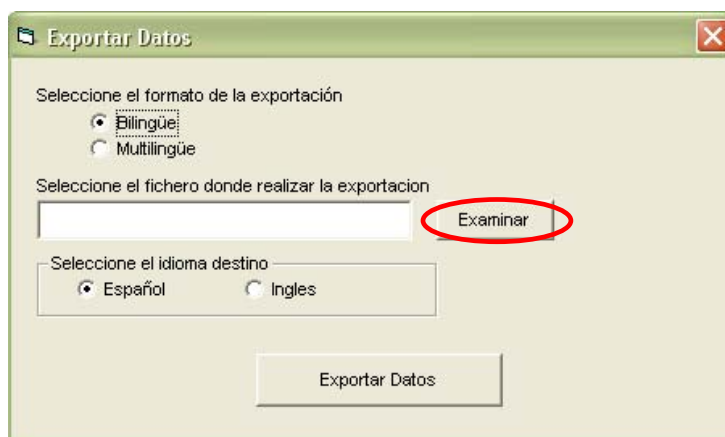 Exportar Datos
Seleccione el formato de la exportación
Bilingüe
Multilingüe
Seleccione el fichero donde realizar la exportacion
Examinar
Seleccione el idioma destino
Español Ingles
Exportar Datos